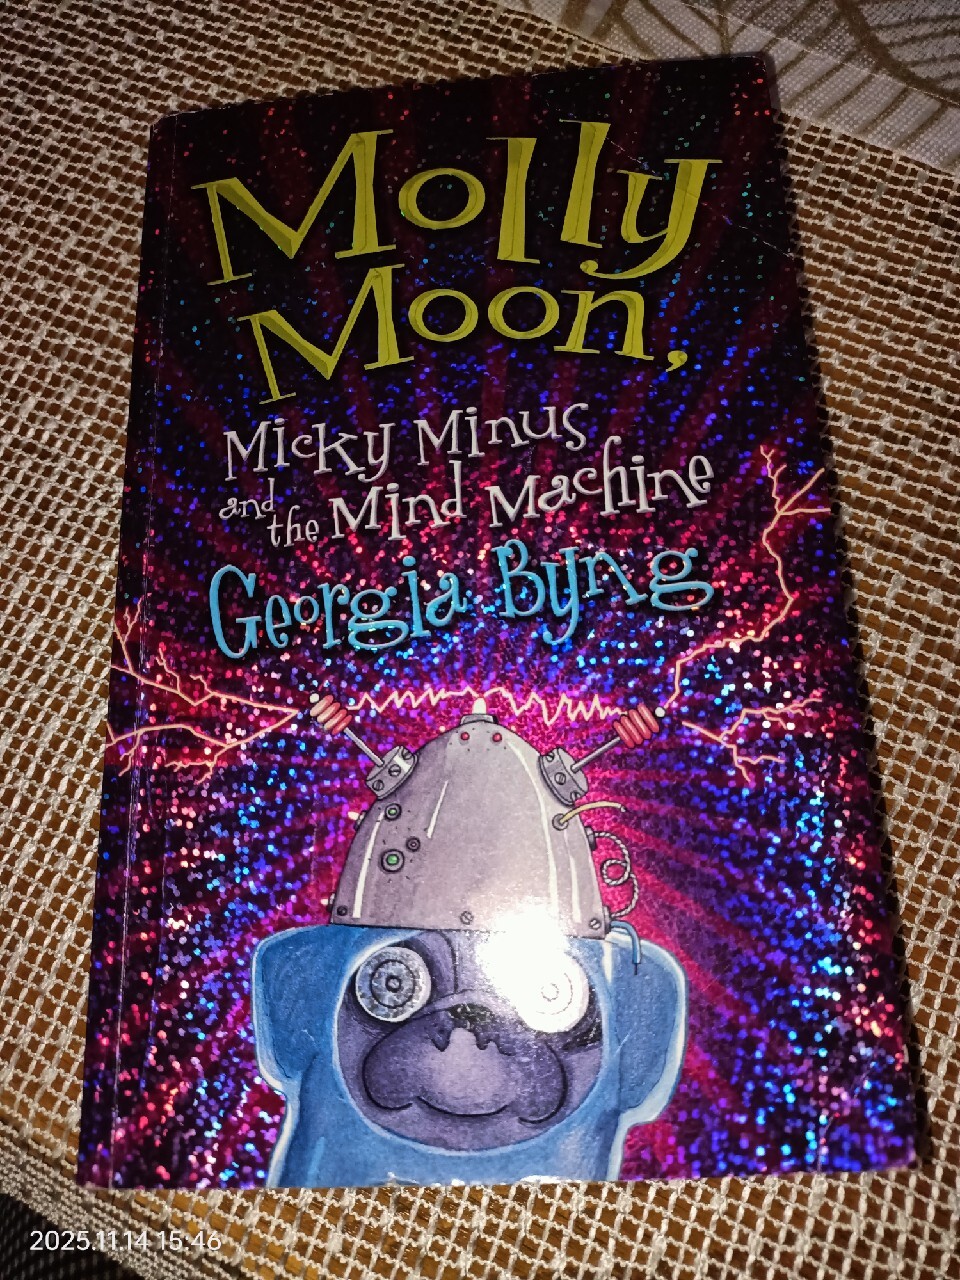 Molly
Moon,
Micky Minus
and the Mind Machine
Georgia Byng
2025.11.14 15:46